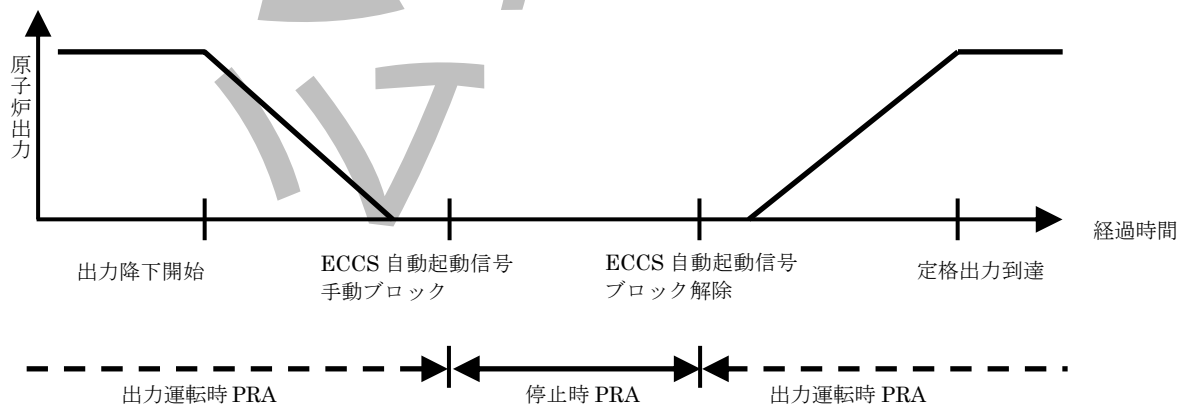 原子炉出力
経過時間
出力降下開始
ECCS 自動起動信号
手動ブロック
ECCS 自動起動信号
ブロック解除
定格出力到達
出力運転時 PRA
停止時 PRA
出力運転時 PRA